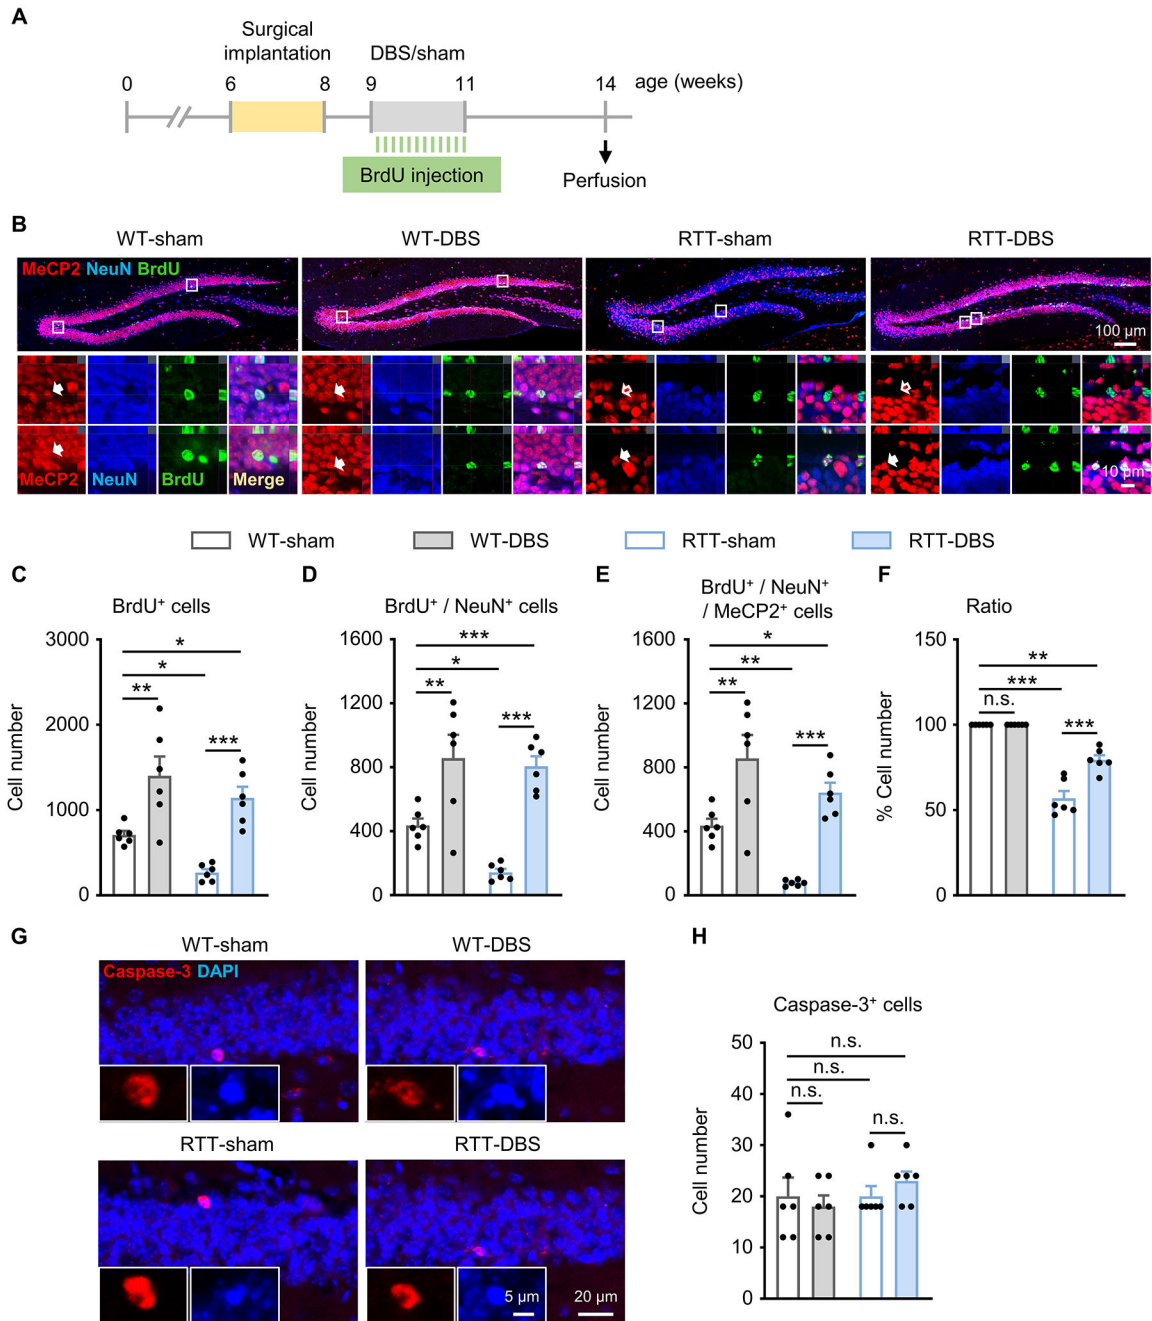 A
Surgical
implantation
DBS/sham
0 6 8 9 11 14 age (weeks)
BrdU injection
Perfusion
B
WT-sham WT-DBS RTT-sham RTT-DBS
MeCP2 NeuN BrdU
100 µm
MeCP2 NeuN BrdU Merge
10 µm
WT-sham WT-DBS RTT-sham RTT-DBS
C
BrdU⁺ cells
Cell number
3000
2000
1000
0
*
*
**
***
D
BrdU⁺ / NeuN⁺ cells
Cell number
1600
1200
800
400
0
***
*
**
***
E
BrdU⁺ / NeuN⁺
/ MeCP2⁺ cells
Cell number
1600
1200
800
400
0
*
**
**
***
F
Ratio
% Cell number
150
100
50
0
**
***
n.s.
***
G
WT-sham WT-DBS
Caspase-3 DAPI
RTT-sham RTT-DBS
5 µm 20 µm
H
Caspase-3⁺ cells
Cell number
50
40
30
20
10
0
n.s.
n.s.
n.s.
n.s.